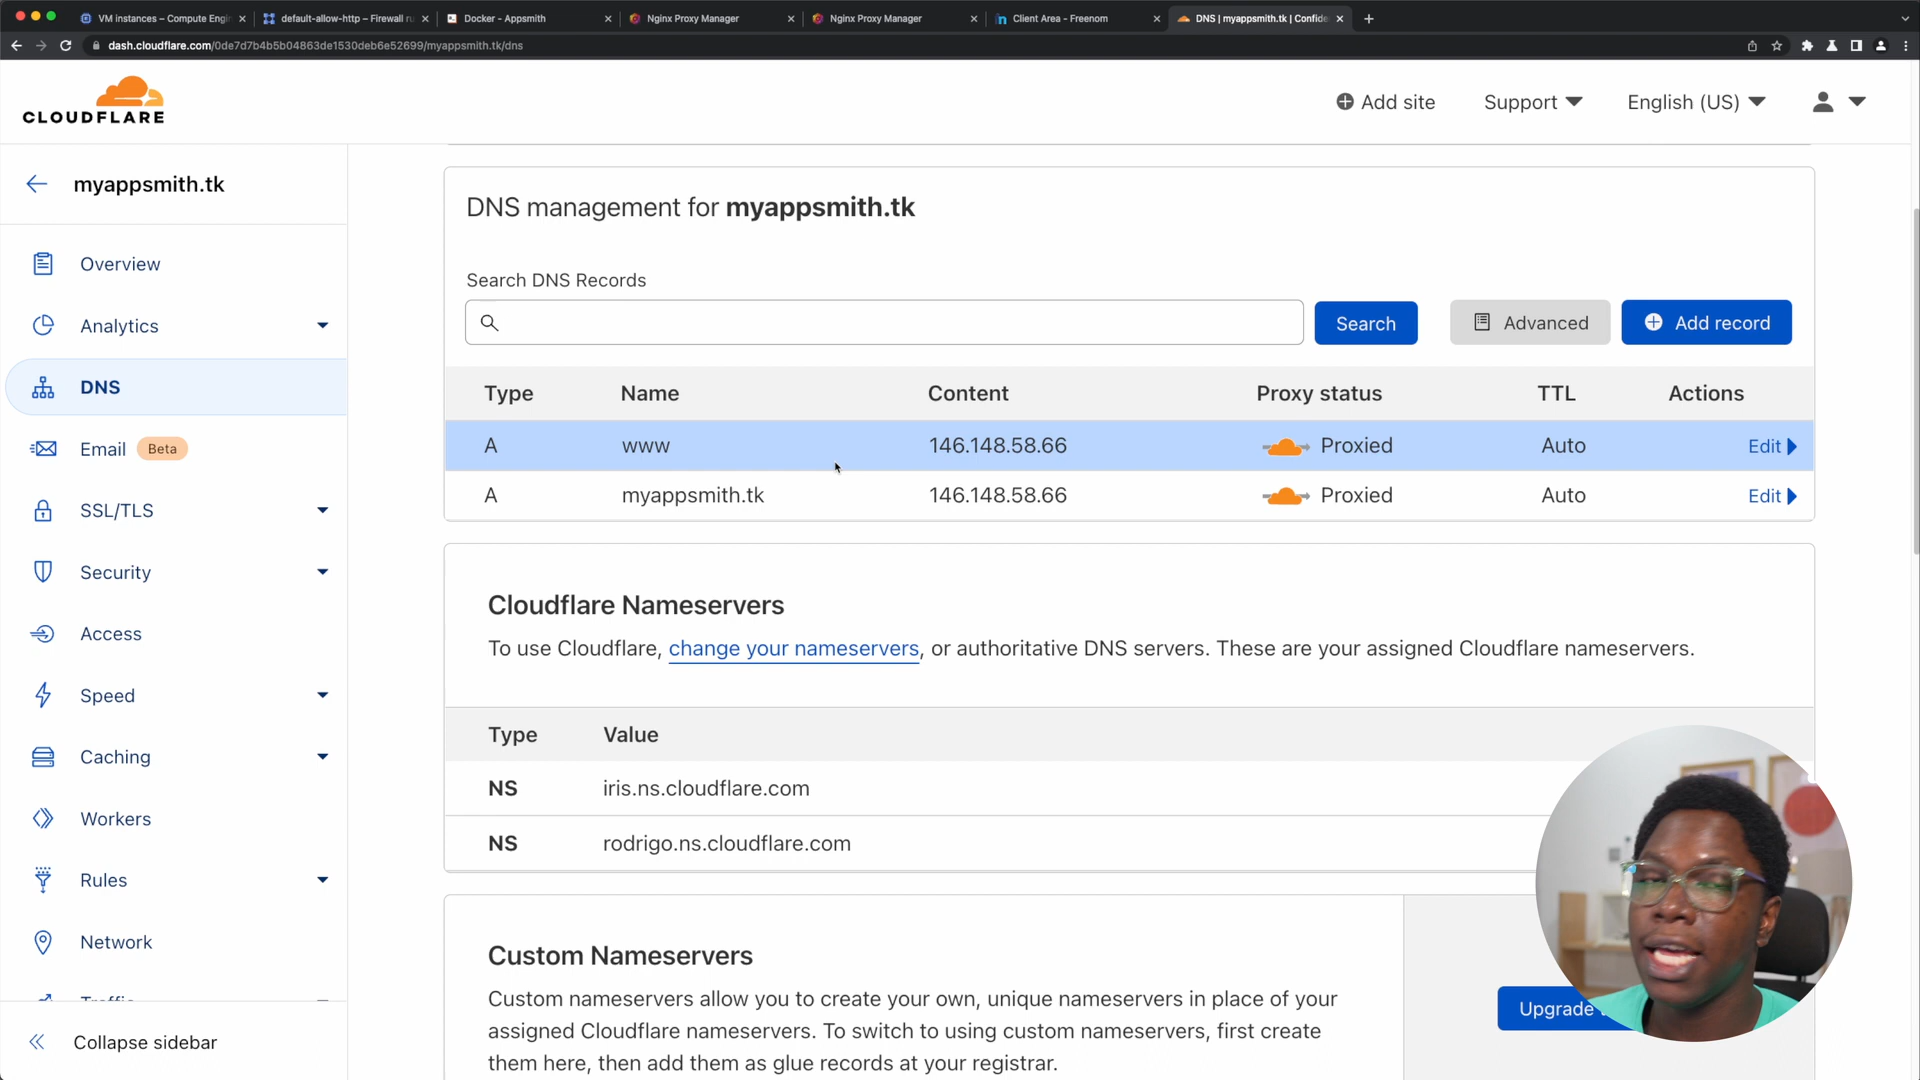 VM instances – Compute Engi
default-allow-http – Firewall ru
Docker - Appsmith
Nginx Proxy Manager
Nginx Proxy Manager
Client Area - Freenom
DNS | myappsmith.tk | Confide
dash.cloudflare.com/0de7d7b4b5b04863de1530deb6e52699/myappsmith.tk/dns
CLOUDFLARE
Add site
Support
English (US)
myappsmith.tk
Overview
Analytics
DNS
Email Beta
SSL/TLS
Security
Access
Speed
Caching
Workers
Rules
Network
Traffic
Collapse sidebar
DNS management for myappsmith.tk
Search DNS Records
Search
Advanced
Add record
Type Name Content Proxy status TTL Actions
A www 146.148.58.66 Proxied Auto Edit
A myappsmith.tk 146.148.58.66 Proxied Auto Edit
Cloudflare Nameservers
To use Cloudflare, change your nameservers, or authoritative DNS servers. These are your assigned Cloudflare nameservers.
Type Value
NS iris.ns.cloudflare.com
NS rodrigo.ns.cloudflare.com
Custom Nameservers
Custom nameservers allow you to create your own, unique nameservers in place of your
assigned Cloudflare nameservers. To switch to using custom nameservers, first create
them here, then add them as glue records at your registrar.
Upgrade